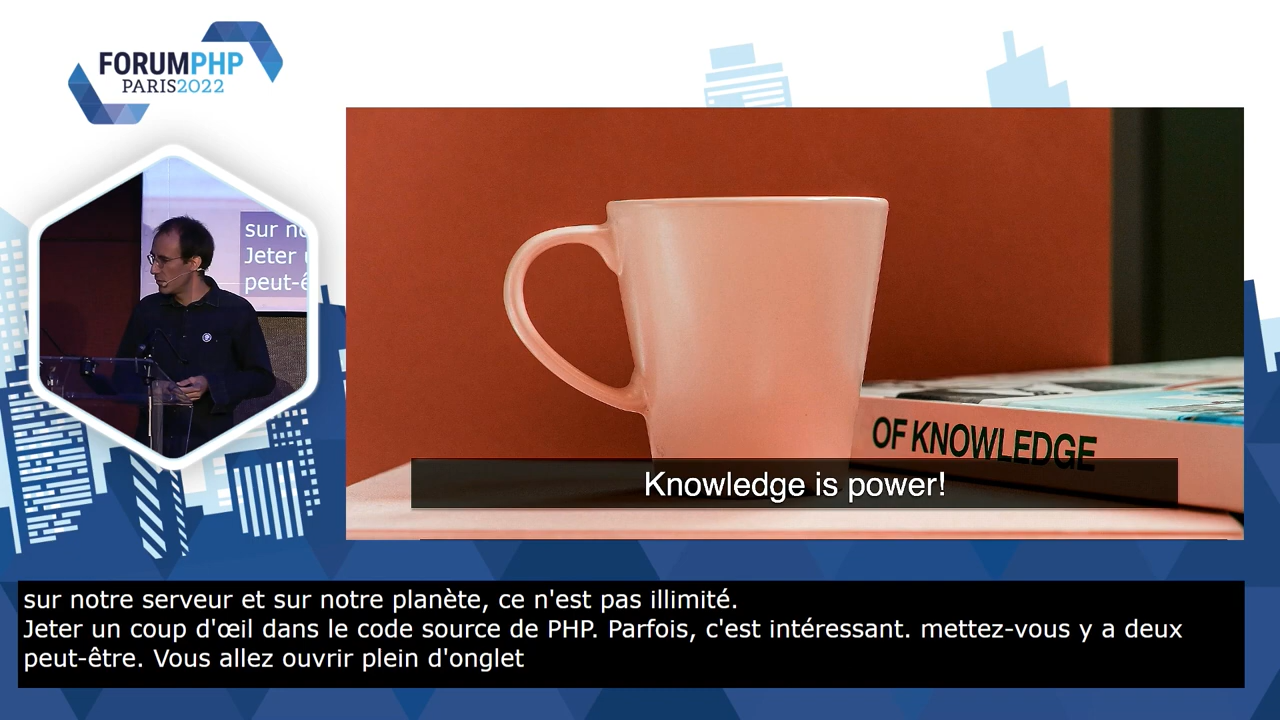 FORUMPHP
PARIS2022
sur no
Jeter
peut-ê
OF KNOWLEDGE
Knowledge is power!
sur notre serveur et sur notre planète, ce n'est pas illimité.
Jeter un coup d'œil dans le code source de PHP. Parfois, c'est intéressant. mettez-vous y a deux
peut-être. Vous allez ouvrir plein d'onglet